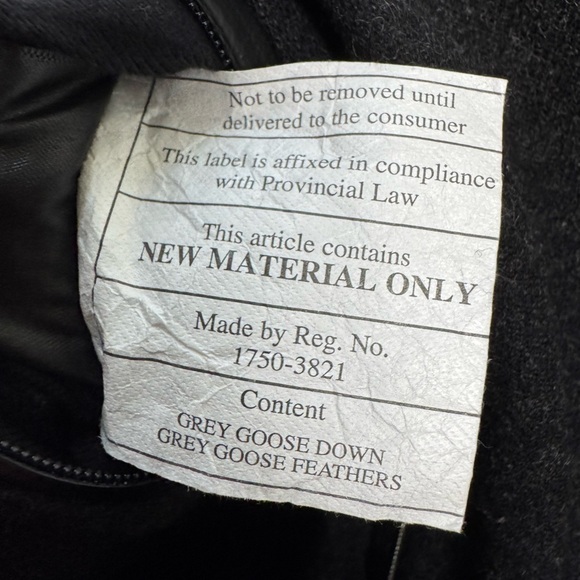 Not to be removed until
delivered to the consumer
This label is affixed in compliance
with Provincial Law
This article contains
NEW MATERIAL ONLY
Made by Reg. No.
1750-3821
Content
GREY GOOSE DOWN
GREY GOOSE FEATHERS